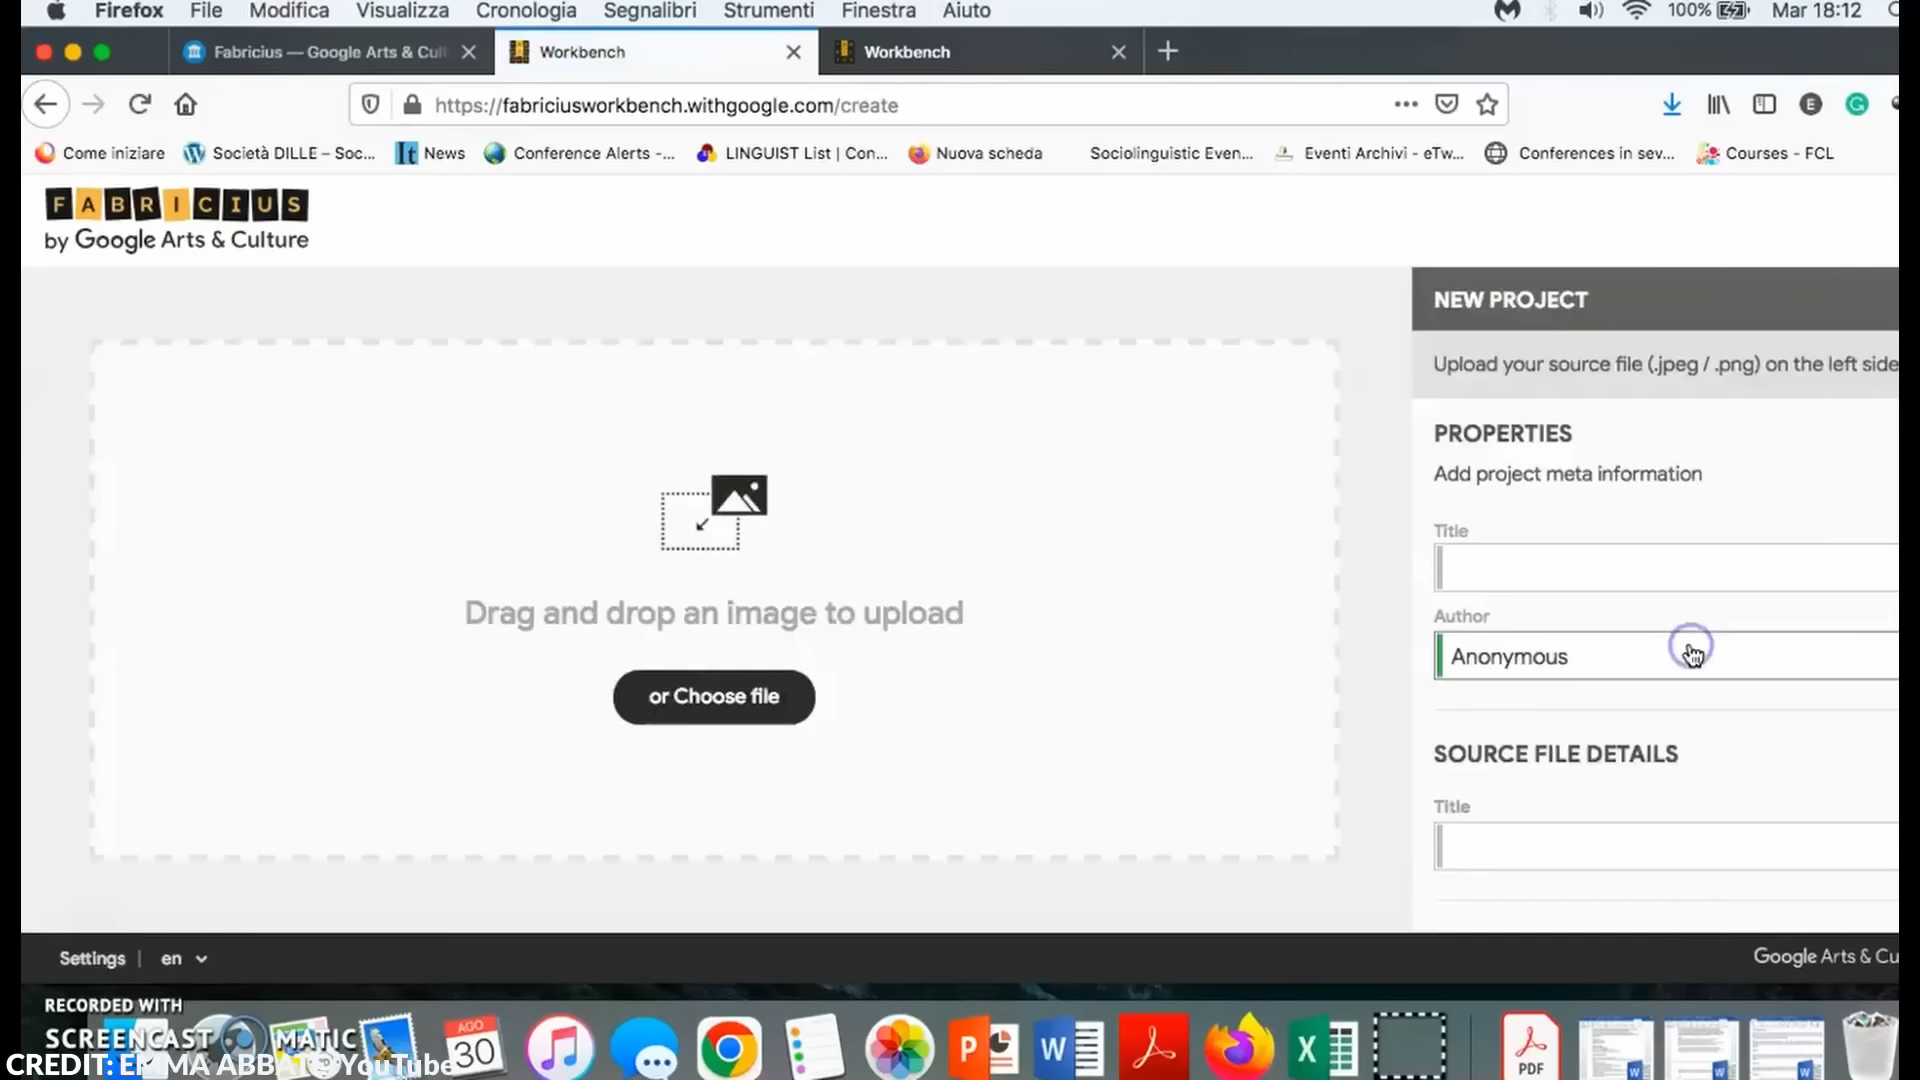 Firefox File Modifica Visualizza Cronologia Segnalibri Strumenti Finestra Aiuto 100% Mar 18:12
Fabricius — Google Arts & Cul Workbench Workbench
https://fabriciusworkbench.withgoogle.com/create
Come iniziare Società DILLE – Soc... It News Conference Alerts -... LINGUIST List | Con... Nuova scheda Sociolinguistic Even... Eventi Archivi - eTw... Conferences in sev... Courses - FCL
FABRICIUS
by Google Arts & Culture
NEW PROJECT
Upload your source file (.jpeg / .png) on the left side
PROPERTIES
Add project meta information
Title
Author
Anonymous
SOURCE FILE DETAILS
Title
Drag and drop an image to upload
or Choose file
Settings | en
Google Arts & Cu
RECORDED WITH
SCREENCAST MATIC
AGO
30
PDF
CREDIT: EMMA ABBATE@YouTube